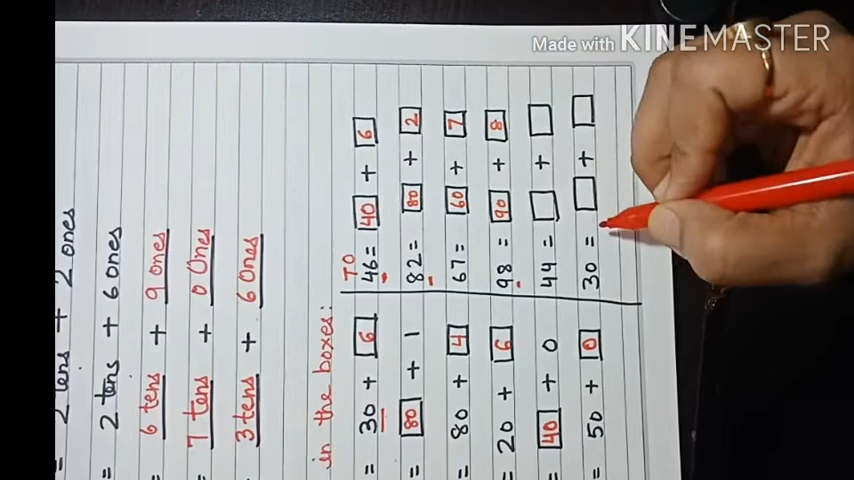 Made with KINEMASTER
= 2 tens + 2 ones
= 2 tens + 6 ones
= 6 tens + 9 ones
= 7 tens + 0 Ones
= 3 tens + 6 Ones
in the boxes:
TO
= 30 + 6 46 = 40 + 6
= 80 + 1 82 = 80 + 2
= 80 + 4 67 = 60 + 7
= 20 + 6 98 = 90 + 8
= 40 + 0 44 = +
= 50 + 0 30 = +